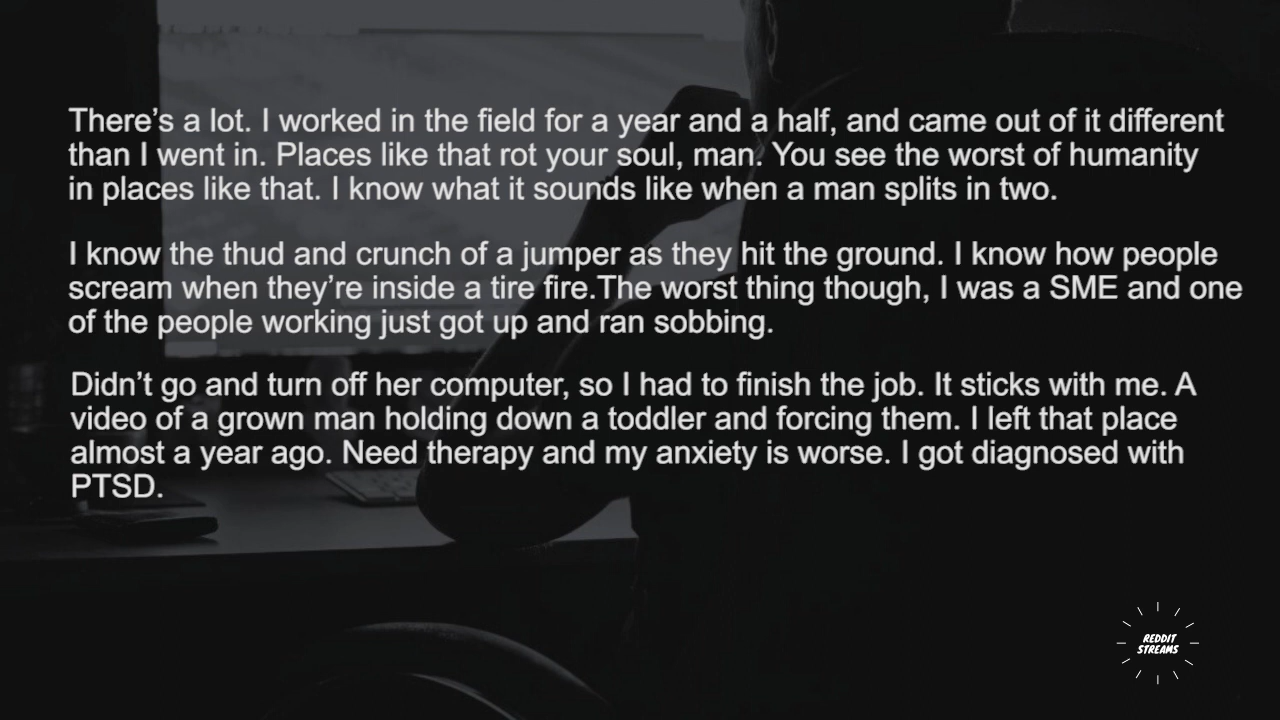 There’s a lot. I worked in the field for a year and a half, and came out of it different
than I went in. Places like that rot your soul, man. You see the worst of humanity
in places like that. I know what it sounds like when a man splits in two.
I know the thud and crunch of a jumper as they hit the ground. I know how people
scream when they’re inside a tire fire.The worst thing though, I was a SME and one
of the people working just got up and ran sobbing.
Didn’t go and turn off her computer, so I had to finish the job. It sticks with me. A
video of a grown man holding down a toddler and forcing them. I left that place
almost a year ago. Need therapy and my anxiety is worse. I got diagnosed with
PTSD.
REDDIT
STREAMS